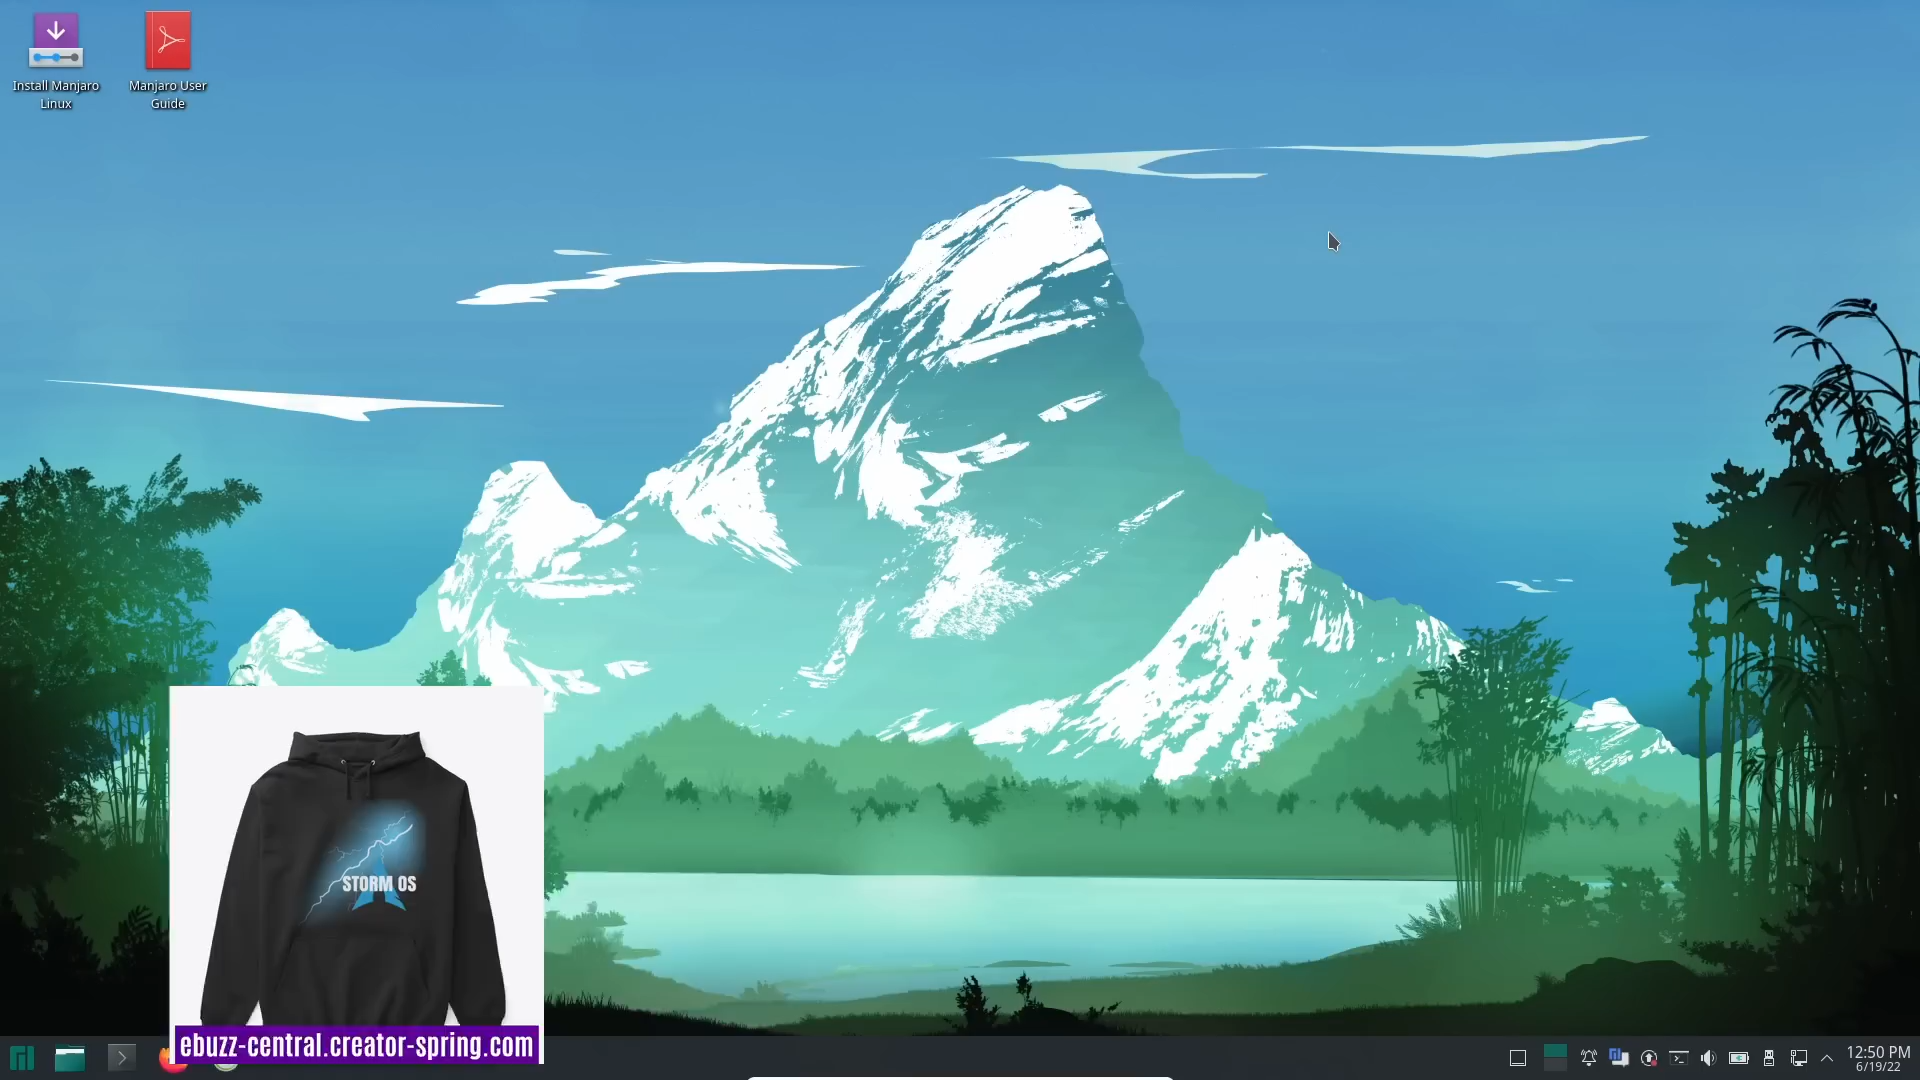 Install Manjaro
Linux
Manjaro User
Guide
STORM OS
ebuzz-central.creator-spring.com
12:50 PM
6/19/22